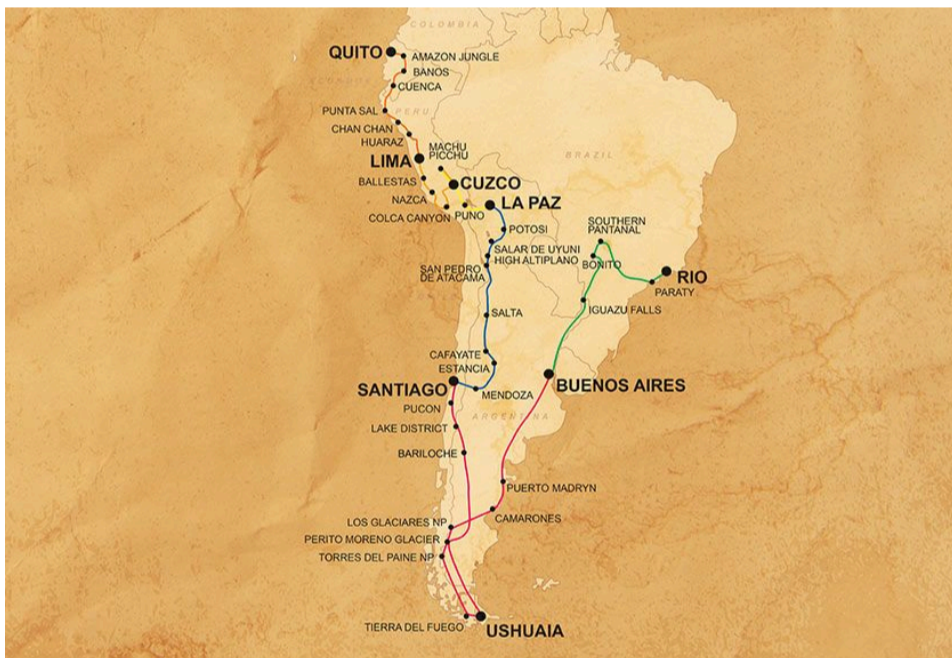 COLOMBIA
QUITO
AMAZON JUNGLE
BANOS
ECUADOR
CUENCA
PUNTA SAL
PERU
CHAN CHAN
HUARAZ
MACHU
PICCHU
LIMA
BRAZIL
BALLESTAS
CUZCO
NAZCA
LA PAZ
COLCA CANYON
PUNO
POTOSI
SOUTHERN
PANTANAL
SALAR DE UYUNI
HIGH ALTIPLANO
SAN PEDRO
DE ATACAMA
BONITO
RIO
PARATY
IGUAZU FALLS
SALTA
CAFAYATE
ESTANCIA
SANTIAGO
MENDOZA
BUENOS AIRES
PUCON
ARGENTINA
LAKE DISTRICT
BARILOCHE
PUERTO MADRYN
CAMARONES
LOS GLACIARES NP
PERITO MORENO GLACIER
TORRES DEL PAINE NP
TIERRA DEL FUEGO
USHUAIA